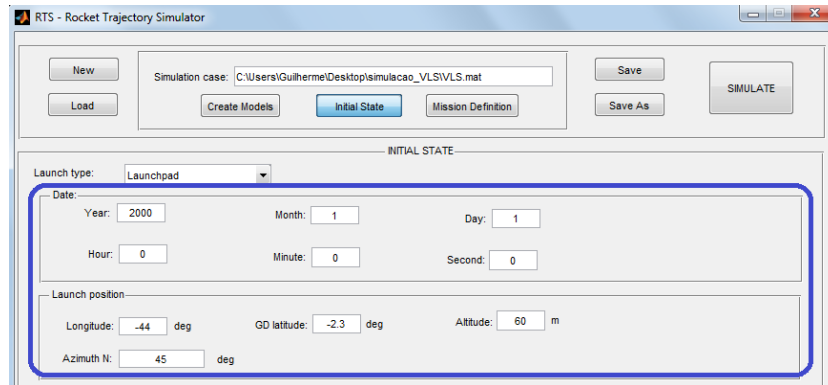 RTS - Rocket Trajectory Simulator
New
Simulation case: C:\Users\Guilherme\Desktop\simulacao_VLS\VLS.mat
Save
SIMULATE
Load
Create Models Initial State Mission Definition
Save As
INITIAL STATE
Launch type: Launchpad
Date:
Year: 2000 Month: 1 Day: 1
Hour: 0 Minute: 0 Second: 0
Launch position
Longitude: -44 deg GD latitude: -2.3 deg Altitude: 60 m
Azimuth N: 45 deg